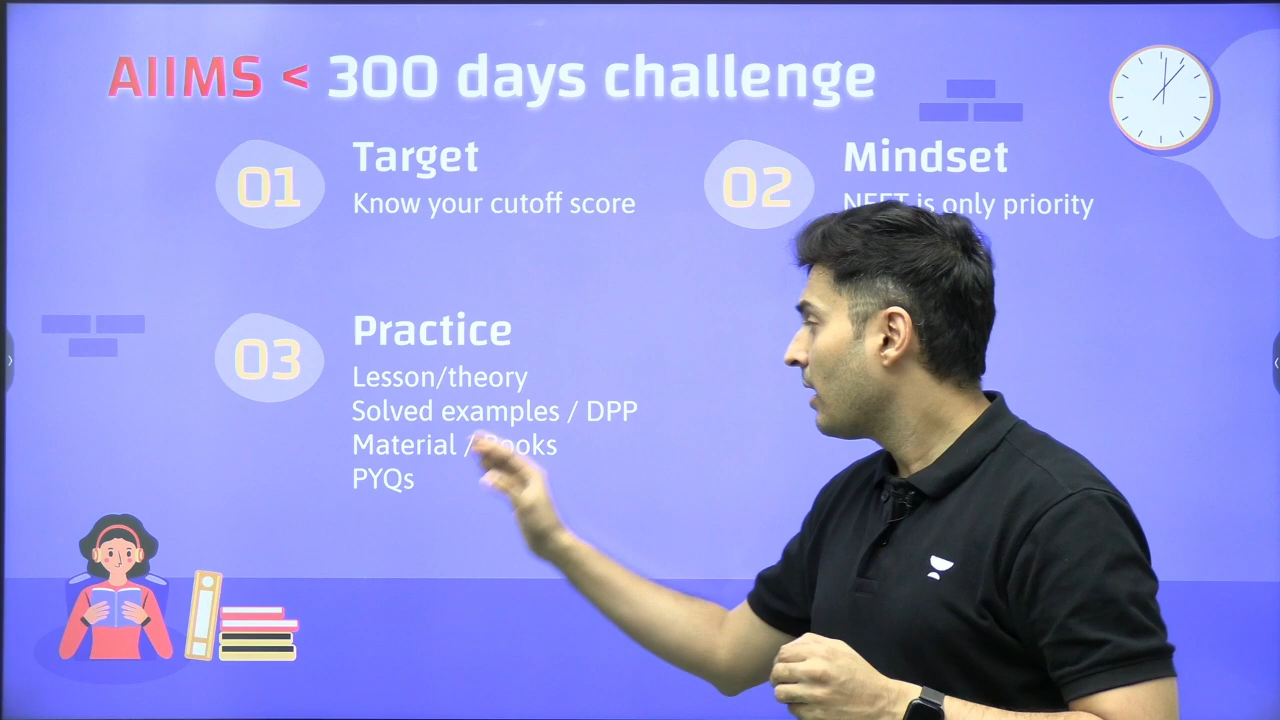 AIIMS < 300 days challenge
01
Target
Know your cutoff score
02
Mindset
NEET is only priority
03
Practice
Lesson/theory
Solved examples / DPP
Material / Books
PYQs